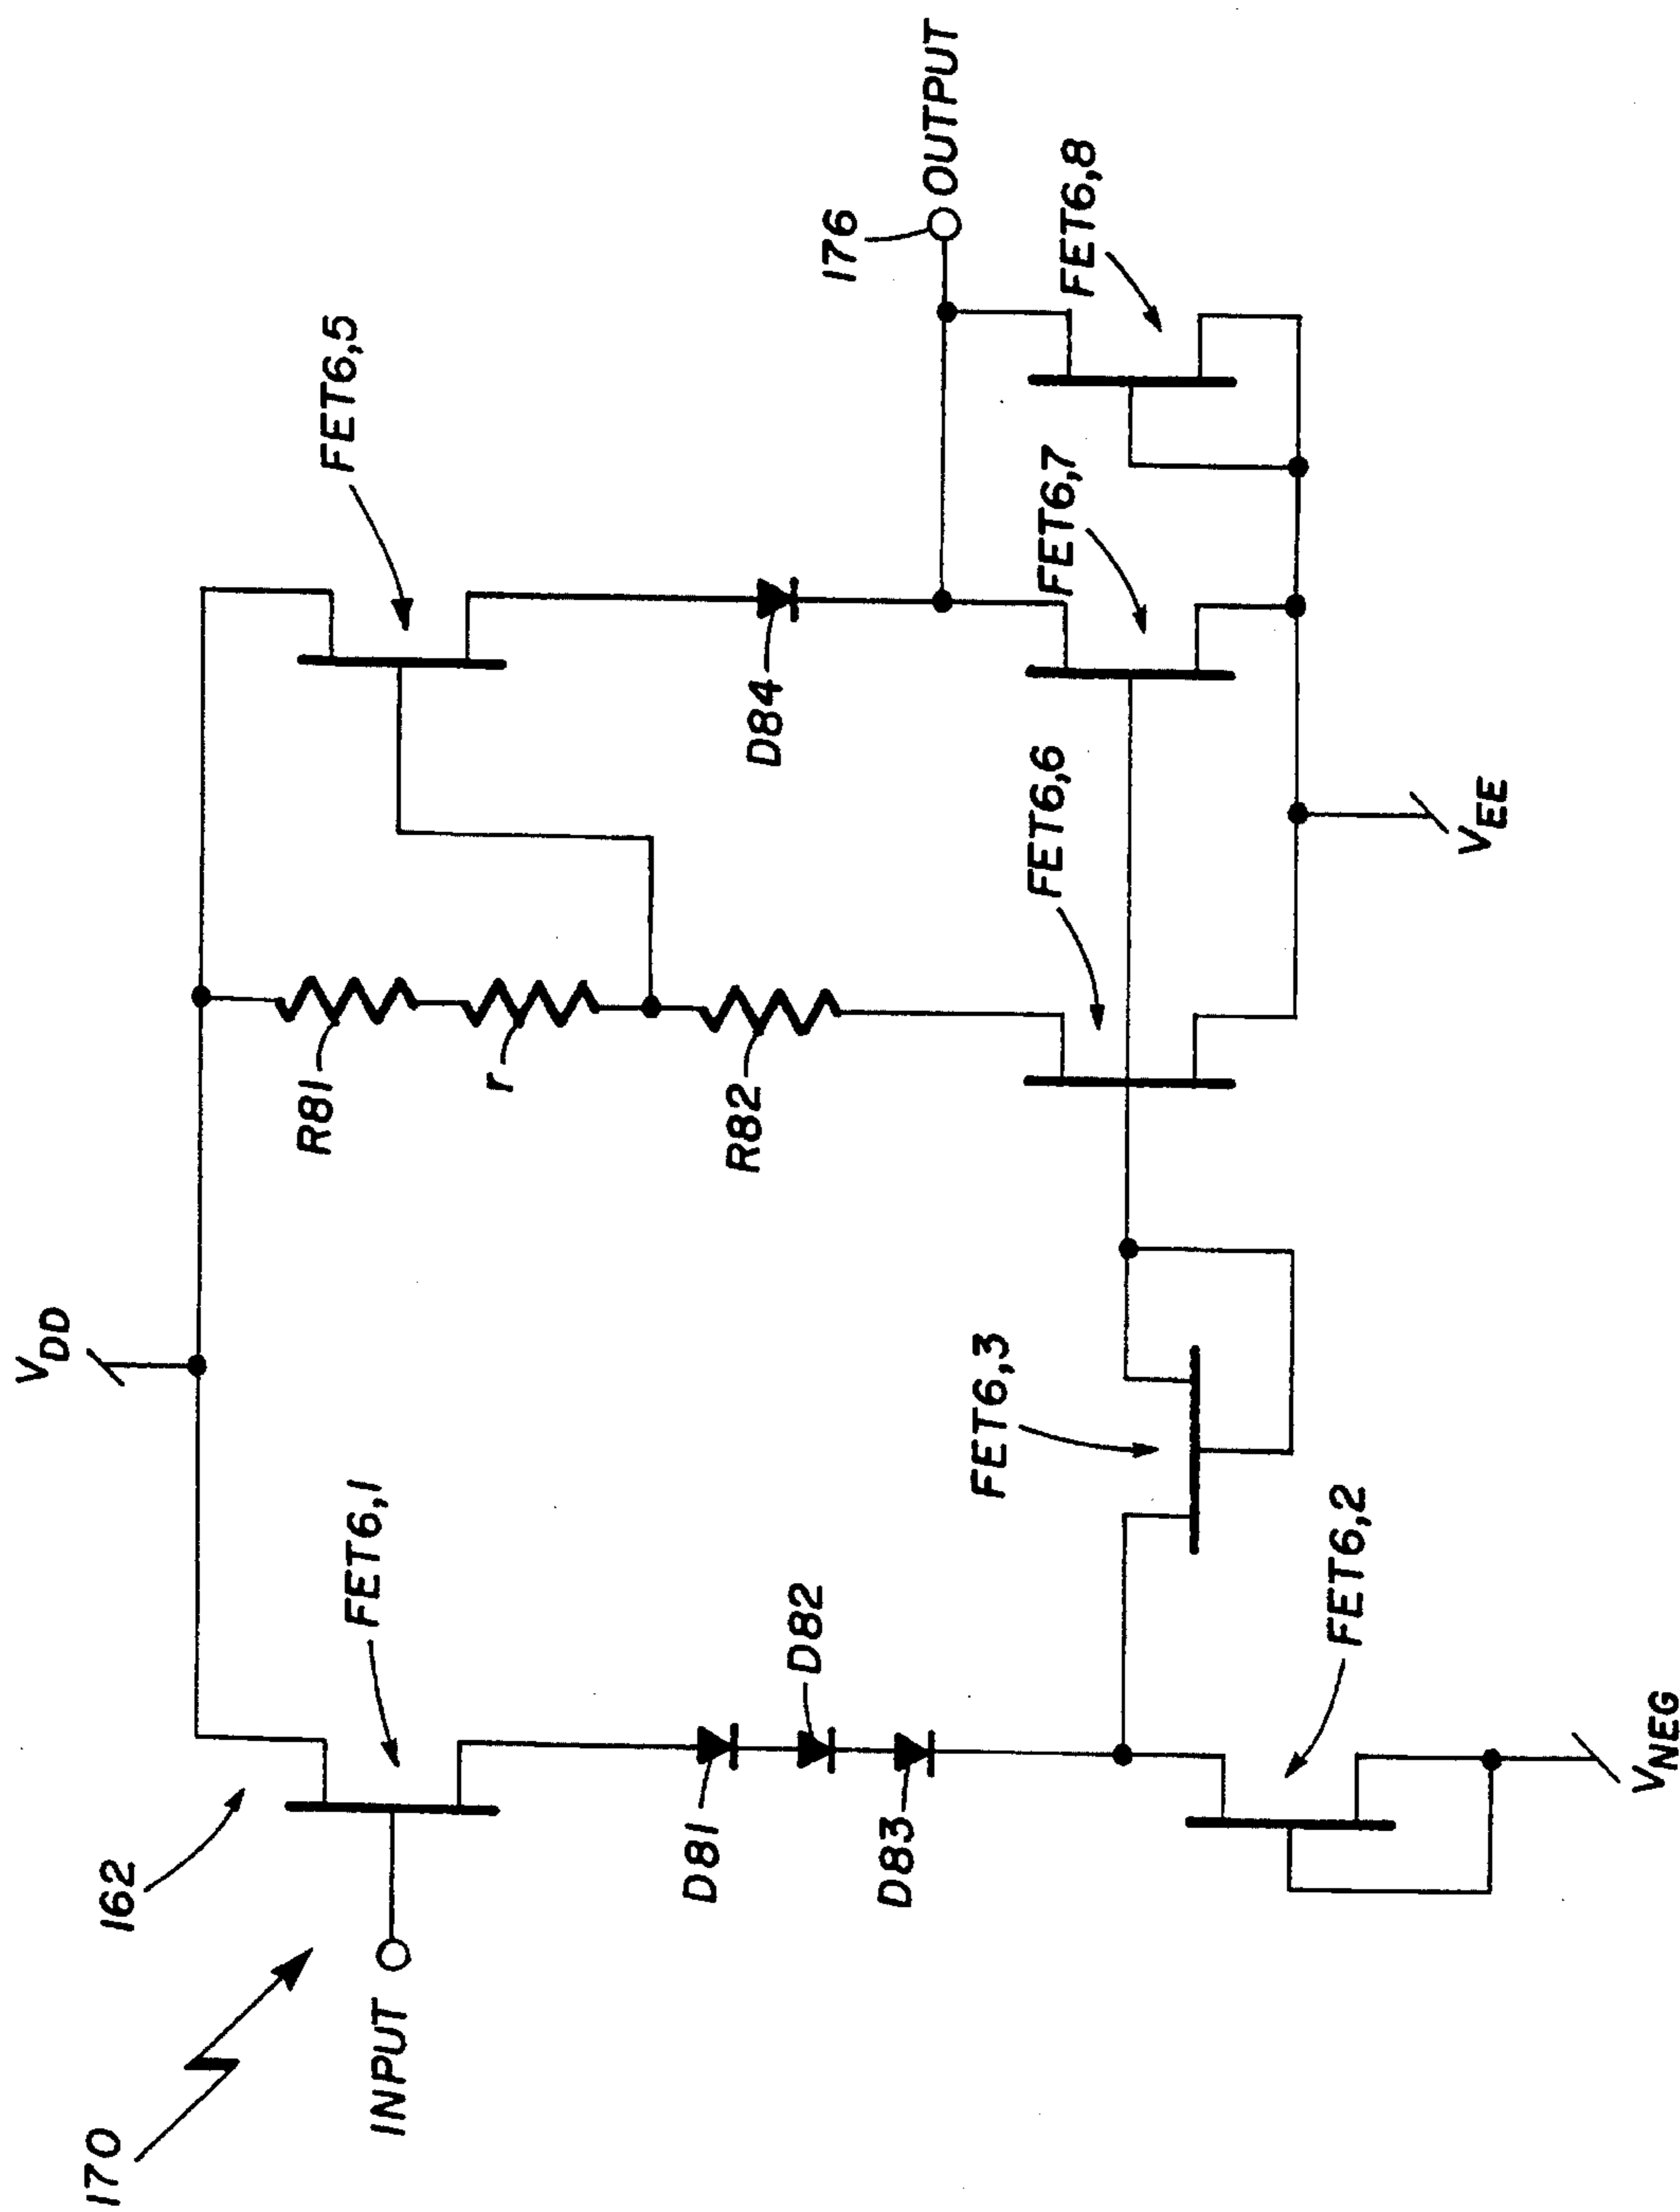 170
162
INPUT
FET6,1
D81
D82
D83
FET6,2
VNEG
VDD
FET6,3
R81
r
R82
FET6,6
VEE
FET6,5
D84
FET6,7
FET6,8
176
OUTPUT